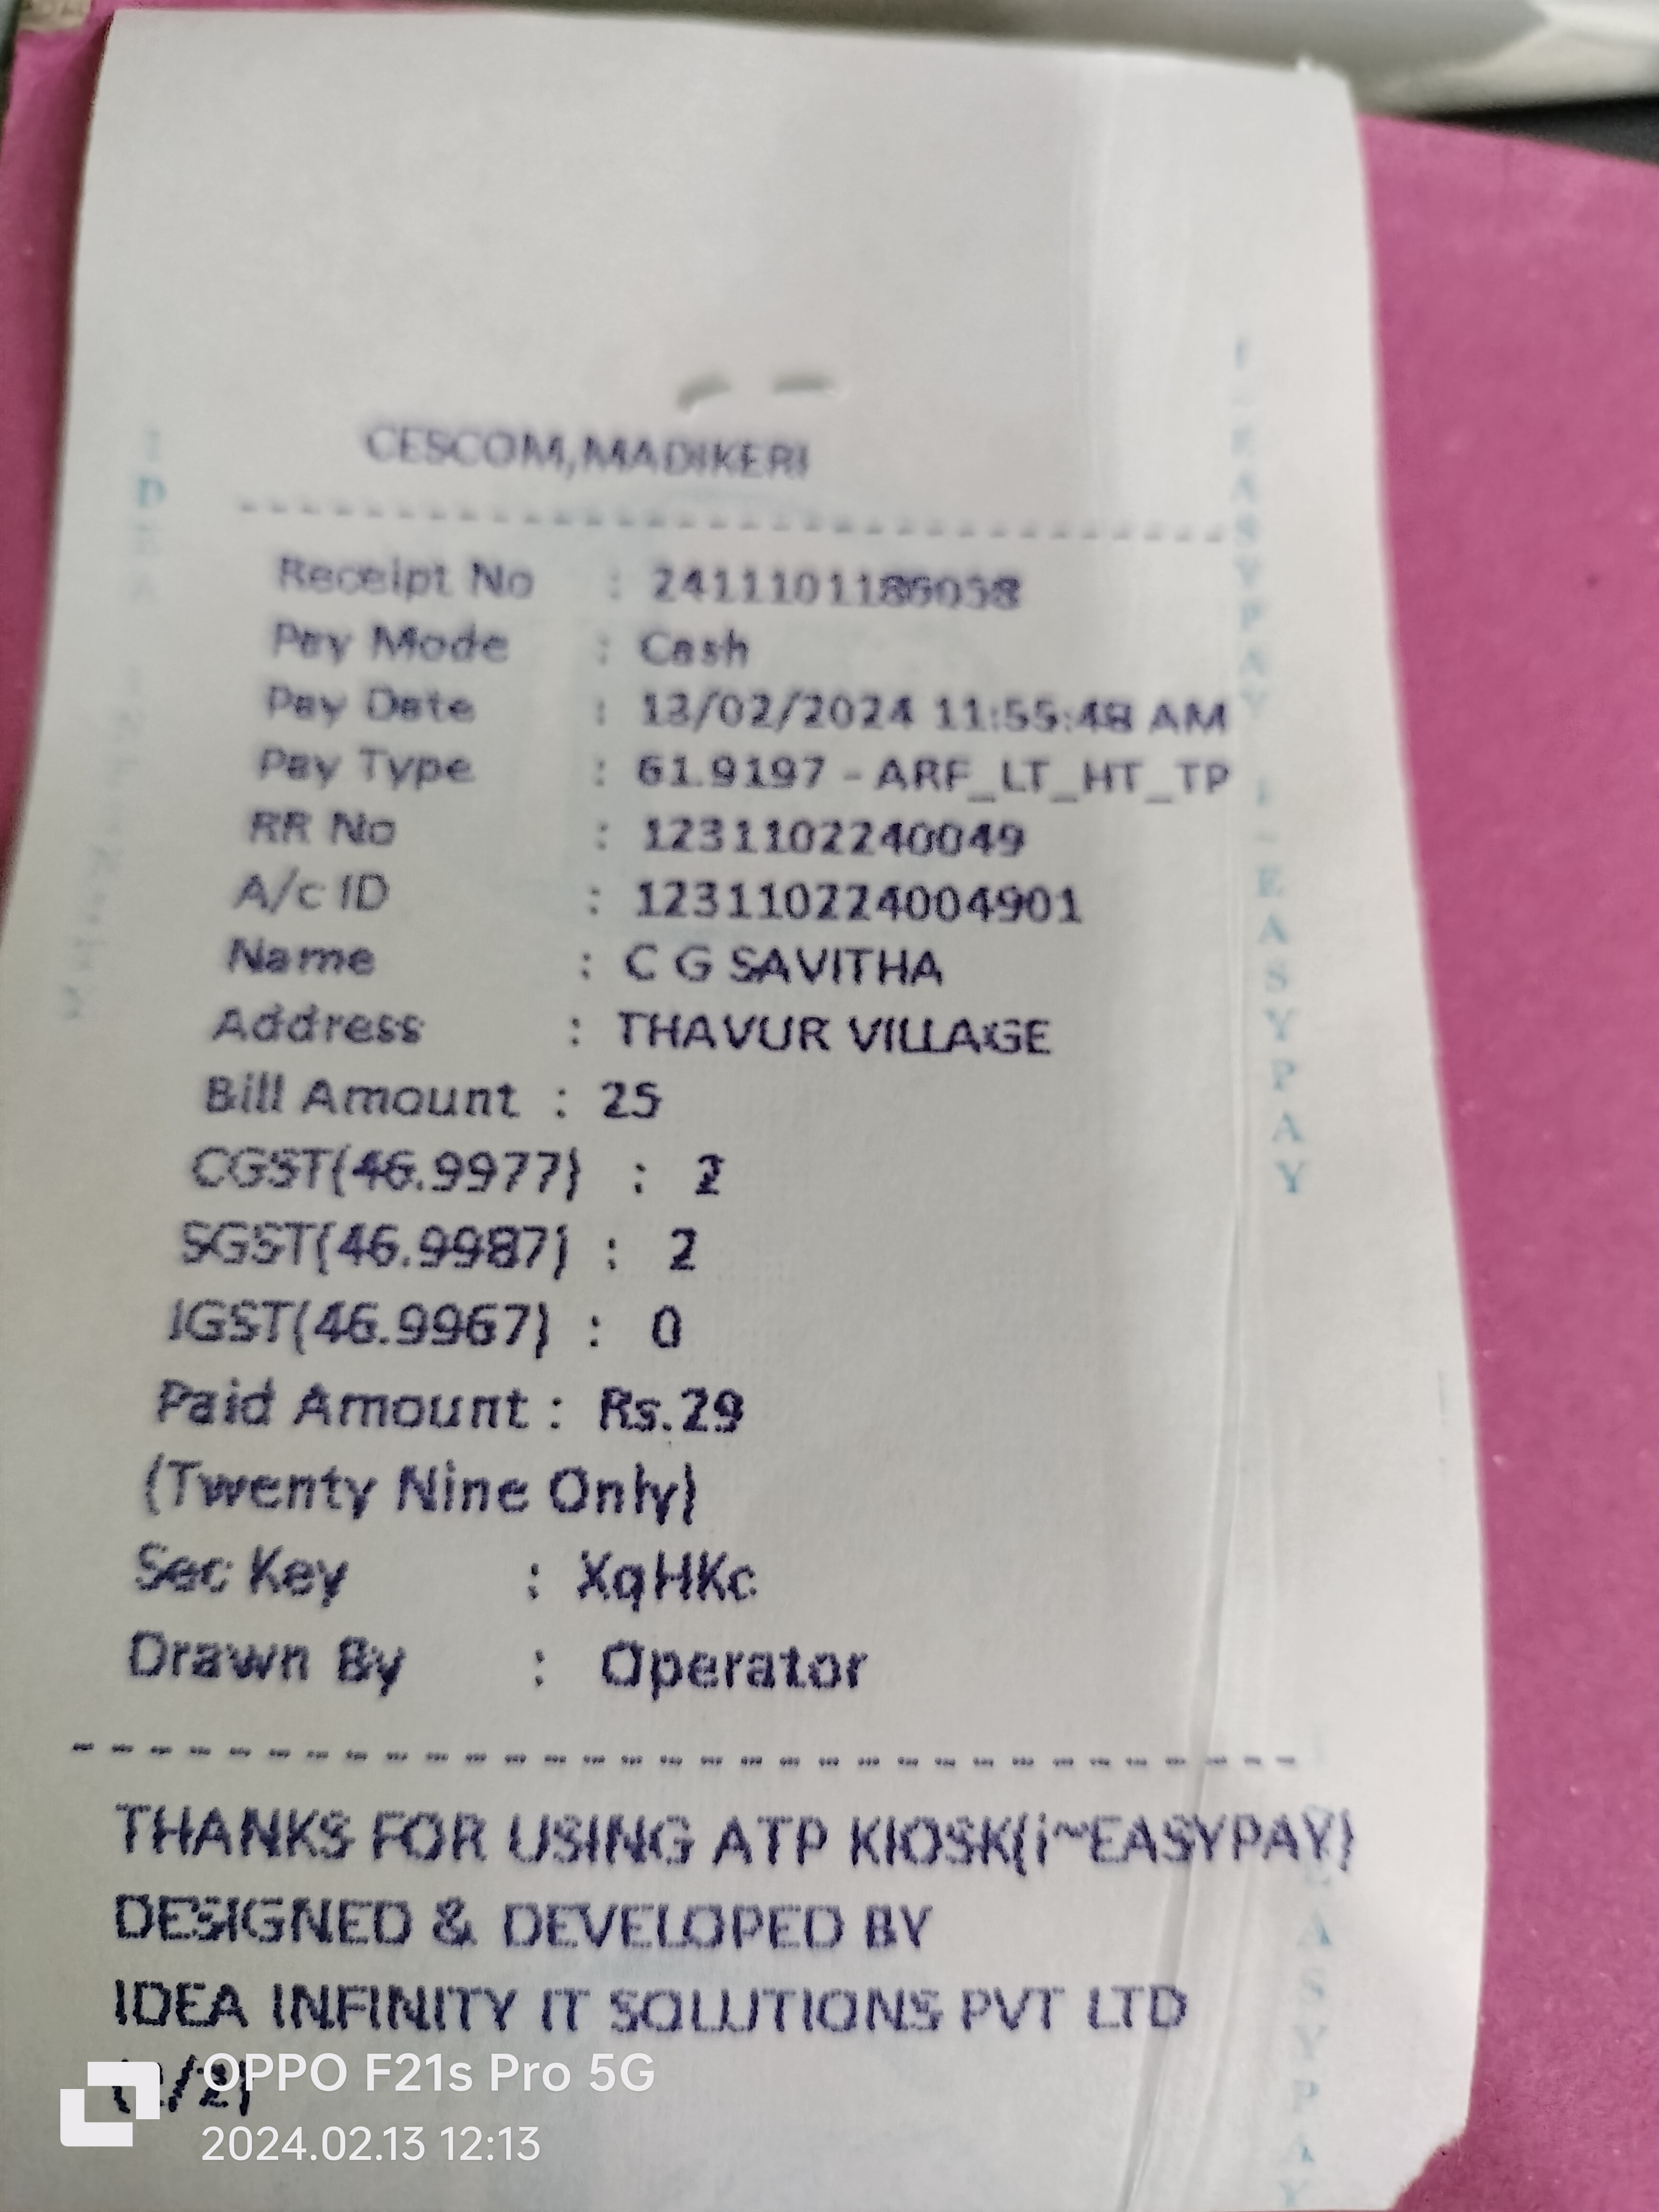 CESCOM,MADIKERI
Receipt No :
Pay Mode : Cash
Pay Date : 13/02/2024 11:55:48 AM
Pay Type : 61.9197 - ARF_LT_HT_TP
RR No : 1231102240049
A/c ID : 123110224004901
Name : C G SAVITHA
Address : THAVUR VILLAGE
Bill Amount : 25
CGST(46.9977) : 2
SGST(46.9987) : 2
IGST(46.9967) : 0
Paid Amount : Rs.29
(Twenty Nine Only)
Sec Key : XqHKc
Drawn By : Operator
THANKS FOR USING ATP KIOSK(i~EASYPAY)
DESIGNED & DEVELOPED BY
IDEA INFINITY IT SOLUTIONS PVT LTD
OPPO F21s Pro 5G
2024.02.13 12:13
I-EASYPAY
I-EASYPAY